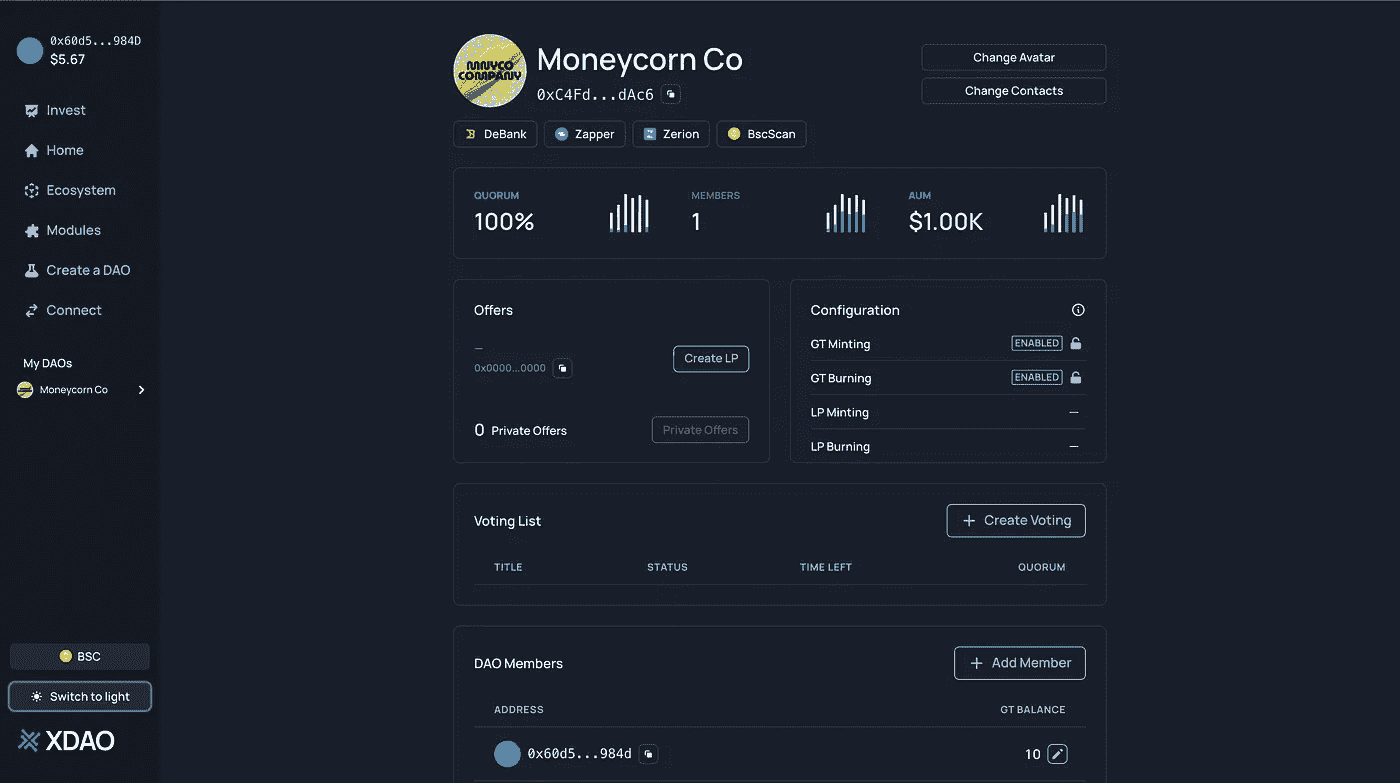 0x60d5...984D
$5.67
Invest
Home
Ecosystem
Modules
Create a DAO
Connect
My DAOs
Moneycorn Co
BSC
Switch to light
XDAO
MNYCO
COMPANY
Moneycorn Co
0xC4Fd...dAc6
Change Avatar
Change Contacts
DeBank Zapper Zerion BscScan
QUORUM MEMBERS AUM
100% 1 $1.00K
Offers
—
0x0000...0000
Create LP
0 Private Offers Private Offers
Configuration
GT Minting ENABLED
GT Burning ENABLED
LP Minting —
LP Burning —
Voting List + Create Voting
TITLE STATUS TIME LEFT QUORUM
DAO Members + Add Member
ADDRESS GT BALANCE
0x60d5...984d 10